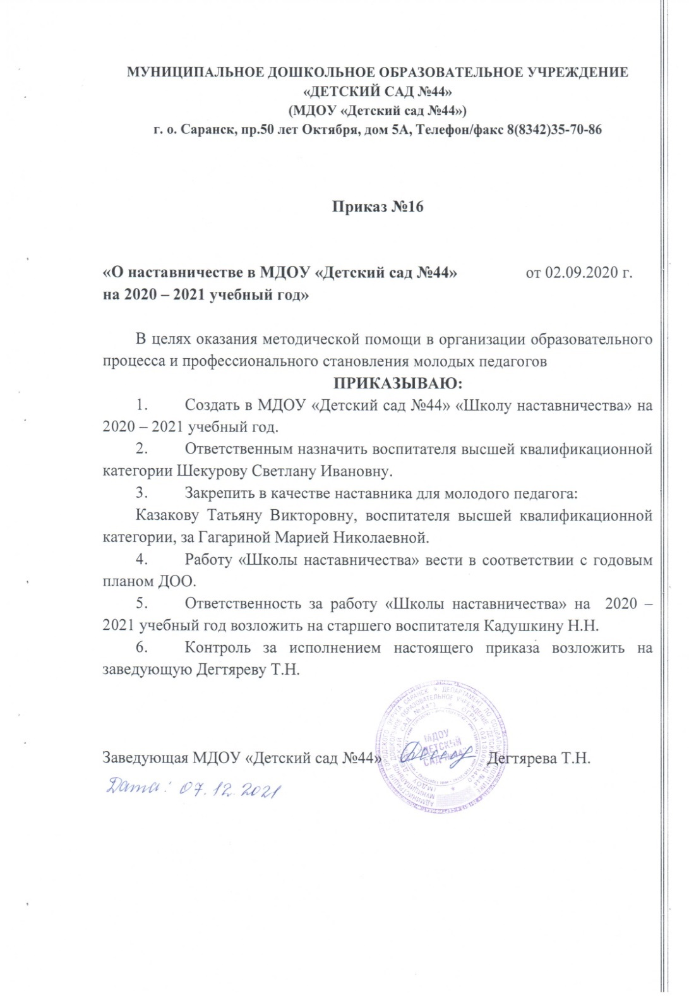 МУНИЦИПАЛЬНОЕ ДОШКОЛЬНОЕ ОБРАЗОВАТЕЛЬНОЕ УЧРЕЖДЕНИЕ
«ДЕТСКИЙ САД №44»
(МДОУ «Детский сад №44»)
г. о. Саранск, пр.50 лет Октября, дом 5А, Телефон/факс 8(8342)35-70-86
Приказ №16
«О наставничестве в МДОУ «Детский сад №44» от 02.09.2020 г.
на 2020 – 2021 учебный год»
В целях оказания методической помощи в организации образовательного
процесса и профессионального становления молодых педагогов
ПРИКАЗЫВАЮ:
1. Создать в МДОУ «Детский сад №44» «Школу наставничества» на
2020 – 2021 учебный год.
2. Ответственным назначить воспитателя высшей квалификационной
категории Шекурову Светлану Ивановну.
3. Закрепить в качестве наставника для молодого педагога:
Казакову Татьяну Викторовну, воспитателя высшей квалификационной
категории, за Гагариной Марией Николаевной.
4. Работу «Школы наставничества» вести в соответствии с годовым
планом ДОО.
5. Ответственность за работу «Школы наставничества» на 2020 –
2021 учебный год возложить на старшего воспитателя Кадушкину Н.Н.
6. Контроль за исполнением настоящего приказа возложить на
заведующую Дегтяреву Т.Н.
МДОУ
"ДЕТСКИЙ
САД №44"
Заведующая МДОУ «Детский сад №44» Дегтярева Т.Н.
Дата: 07.12.2021